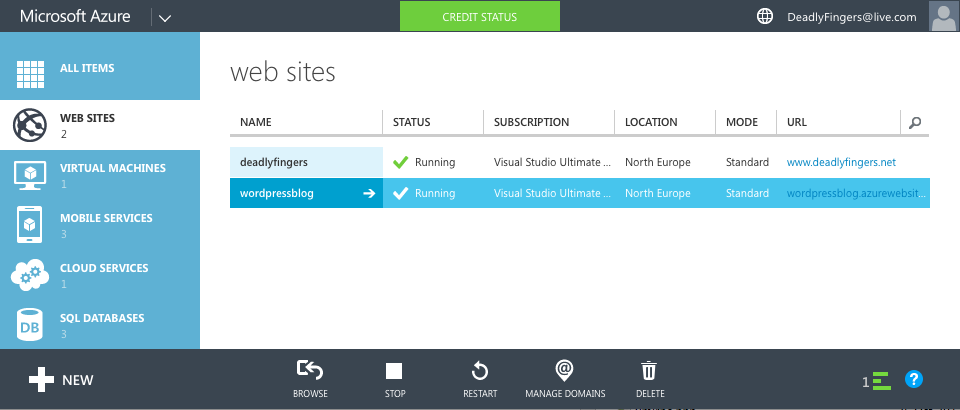 Microsoft Azure
CREDIT STATUS
DeadlyFingers@live.com
ALL ITEMS
WEB SITES
2
VIRTUAL MACHINES
1
MOBILE SERVICES
3
CLOUD SERVICES
1
SQL DATABASES
3
DB
web sites
NAME STATUS SUBSCRIPTION LOCATION MODE URL
deadlyfingers Running Visual Studio Ultimate ... North Europe Standard www.deadlyfingers.net
wordpressblog Running Visual Studio Ultimate ... North Europe Standard wordpressblog.azurewebsit...
NEW
BROWSE
STOP
RESTART
MANAGE DOMAINS
DELETE
1
?